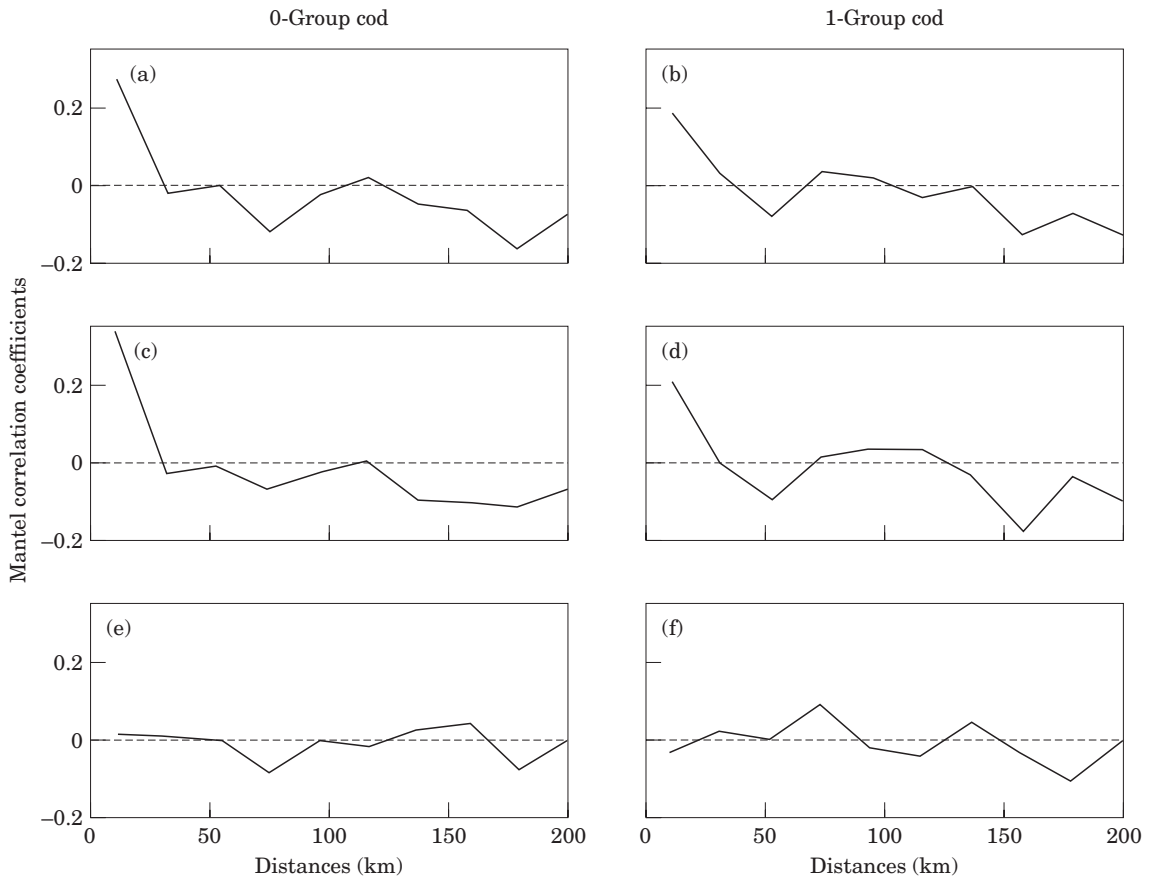 0-Group cod
1-Group cod
Mantel correlation coeffiicients
(a)
0.2
0
−0.2
(b)
(c)
0.2
0
−0.2
(d)
(e)
0.2
0
−0.2
0
50
100
150
200
Distances (km)
(f)
0
50
100
150
200
Distances (km)